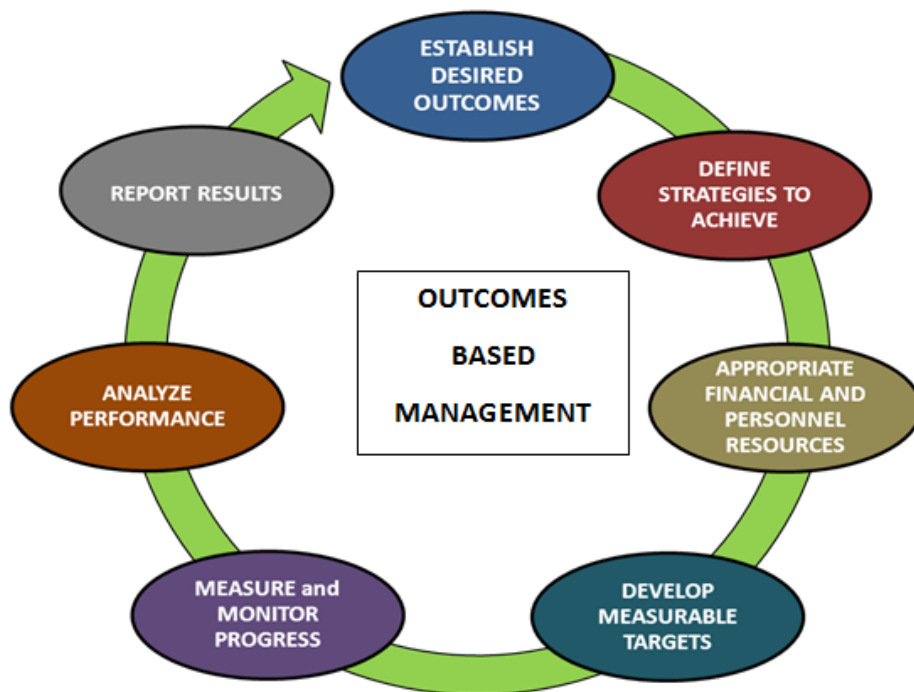 ESTABLISH
DESIRED
OUTCOMES
DEFINE
STRATEGIES TO
ACHIEVE
APPROPRIATE
FINANCIAL AND
PERSONNEL
RESOURCES
DEVELOP
MEASURABLE
TARGETS
MEASURE and
MONITOR
PROGRESS
ANALYZE
PERFORMANCE
REPORT RESULTS
OUTCOMES
BASED
MANAGEMENT